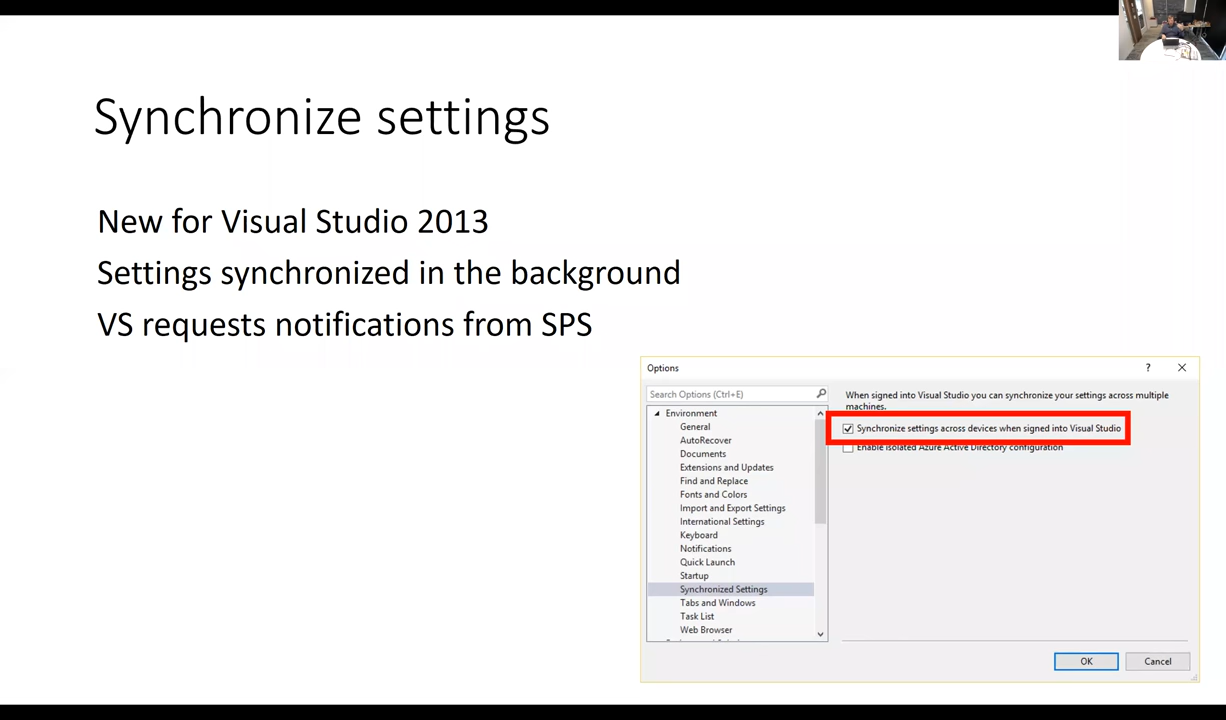 Synchronize settings
New for Visual Studio 2013
Settings synchronized in the background
VS requests notifications from SPS
Options
?
Search Options (Ctrl+E)
Environment
General
AutoRecover
Documents
Extensions and Updates
Find and Replace
Fonts and Colors
Import and Export Settings
International Settings
Keyboard
Notifications
Quick Launch
Startup
Synchronized Settings
Tabs and Windows
Task List
Web Browser
When signed into Visual Studio you can synchronize your settings across multiple
machines.
Synchronize settings across devices when signed into Visual Studio
Enable isolated Azure Active Directory configuration
OK
Cancel